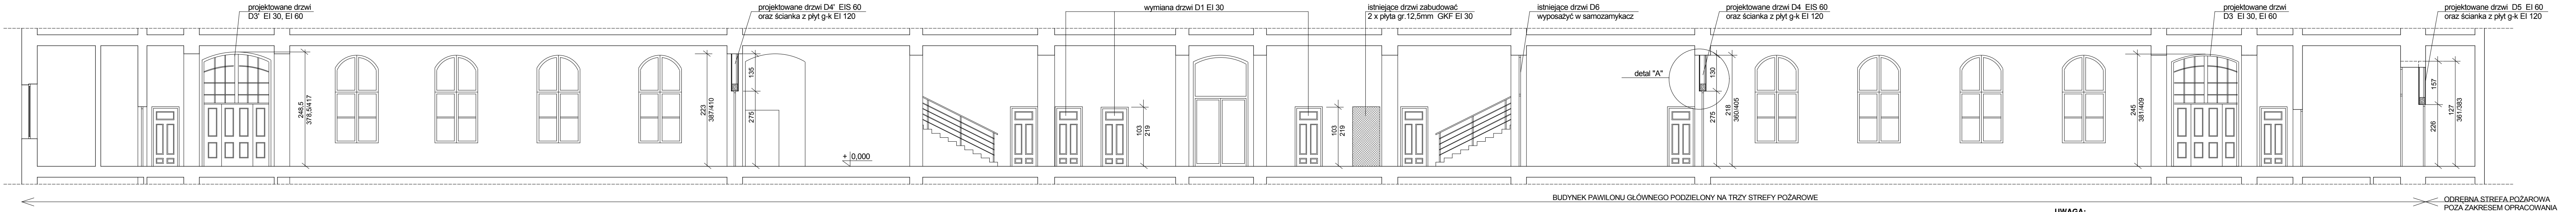 projektowane drzwi
D3' EI 30, EI 60
projektowane drzwi D4' EIS 60
oraz ścianka z płyt g-k EI 120
wymiana drzwi D1 EI 30
istniejące drzwi zabudować
2 x płyta gr.12,5mm GKF EI 30
istniejące drzwi D6
wyposażyć w samozamykacz
projektowane drzwi D4 EIS 60
oraz ścianka z płyt g-k EI 120
projektowane drzwi
D3 EI 30, EI 60
projektowane drzwi D5 EI 60
oraz ścianka z płyt g-k EI 120
248,5
378,5/417
223
387/410
135
275
+ 0,000
103
219
103
219
detal "A"
130
275
218
360/405
245
381/409
157
226
127
361/383
BUDYNEK PAWILONU GŁÓWNEGO PODZIELONY NA TRZY STREFY POŻAROWE
ODRĘBNA STREFA POŻAROWA
POZA ZAKRESEM OPRACOWANIA
UWAGA: